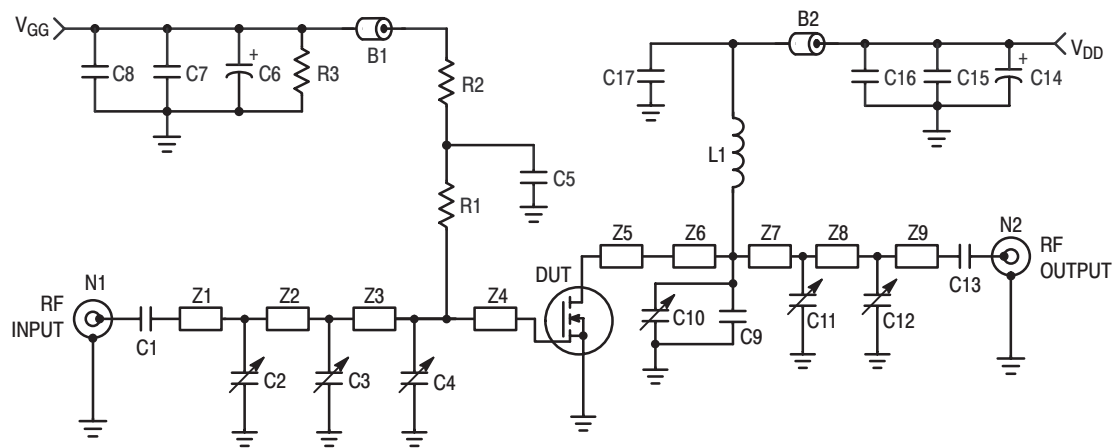 VGG
B1
B2
VDD
C8
C7
+
C6
R3
R2
C17
C16
C15
+
C14
L1
C5
R1
Z5
Z6
Z7
Z8
Z9
N2
RF
OUTPUT
DUT
C13
N1
RF
INPUT
Z1
Z2
Z3
Z4
C10
C9
C11
C12
C1
C2
C3
C4